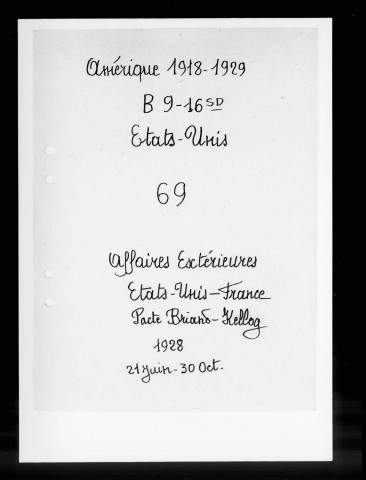 Amérique 1918-1929
B 9-16 SD
Etats-Unis
69
Affaires Extérieures
Etats-Unis-France
Pacte Briand-Kellog
1928
21 Juin-30 Oct.